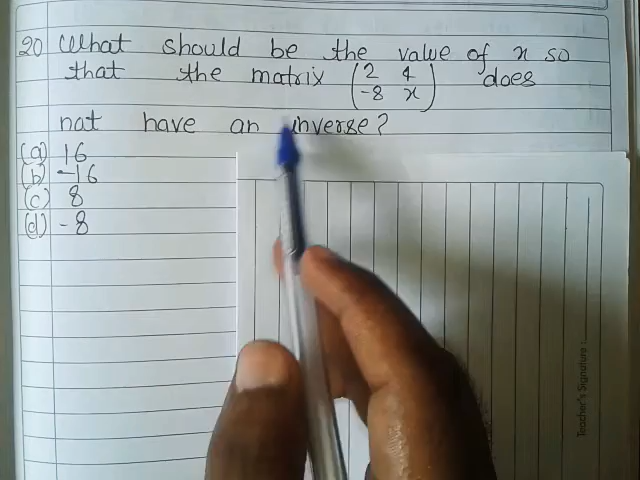 20 What should be the value of x so
that the matrix (2 4
-8 x) does
not have an inverse?
(a) 16
(b) -16
(c) 8
(d) -8
Teacher's Signature :